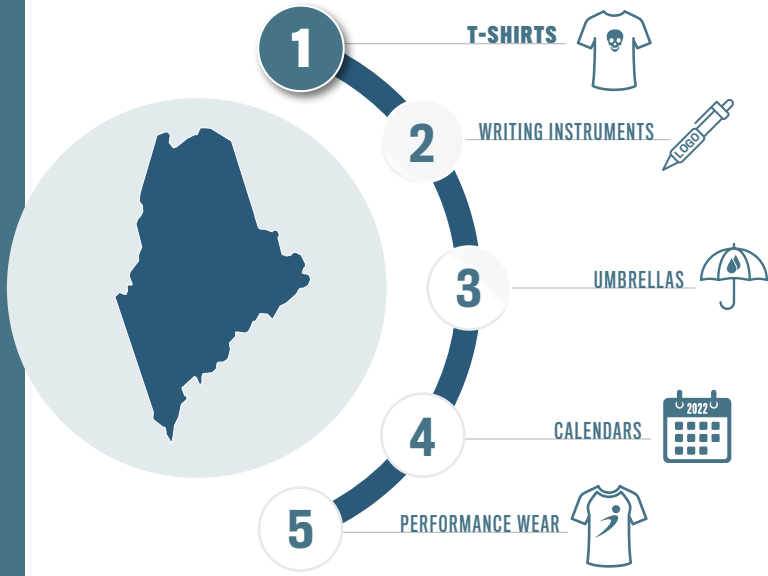 1 T-SHIRTS
2 WRITING INSTRUMENTS LOGO
3 UMBRELLAS
4 CALENDARS 2022
5 PERFORMANCE WEAR